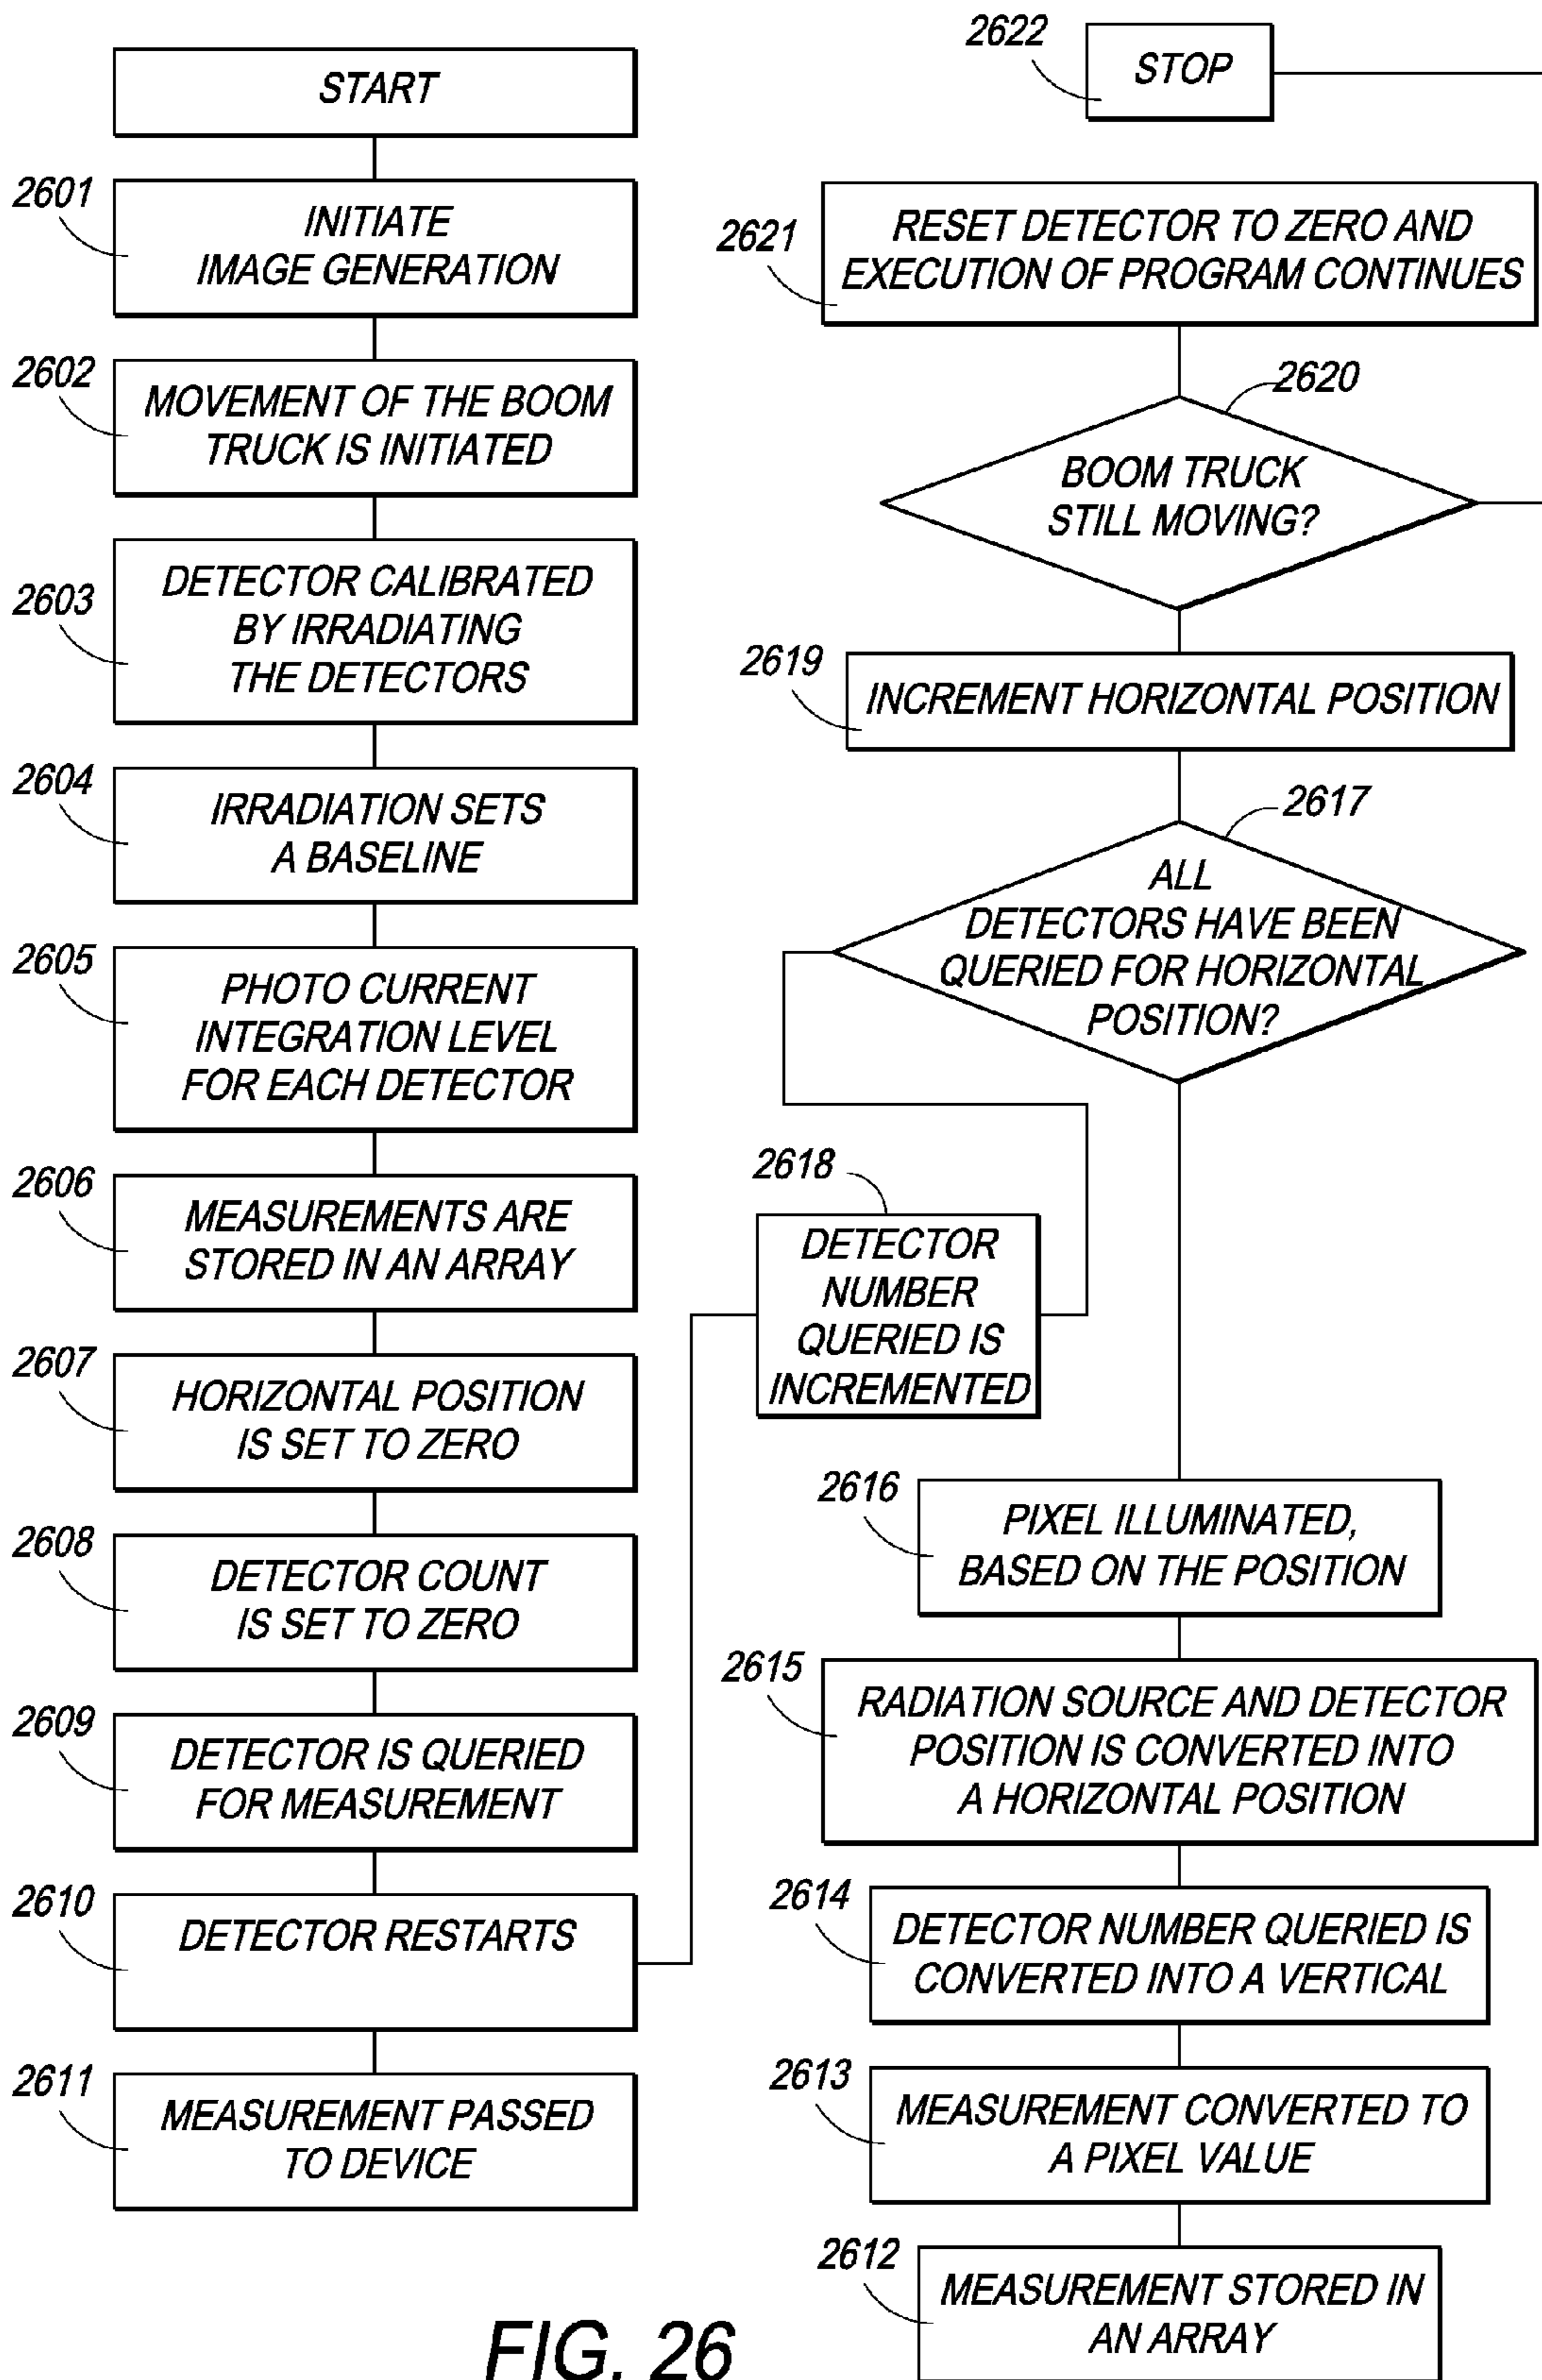 START
2601
INITIATE
IMAGE GENERATION
2602
MOVEMENT OF THE BOOM
TRUCK IS INITIATED
2603
DETECTOR CALIBRATED
BY IRRADIATING
THE DETECTORS
2604
IRRADIATION SETS
A BASELINE
2605
PHOTO CURRENT
INTEGRATION LEVEL
FOR EACH DETECTOR
2606
MEASUREMENTS ARE
STORED IN AN ARRAY
2607
HORIZONTAL POSITION
IS SET TO ZERO
2608
DETECTOR COUNT
IS SET TO ZERO
2609
DETECTOR IS QUERIED
FOR MEASUREMENT
2610
DETECTOR RESTARTS
2611
MEASUREMENT PASSED
TO DEVICE
2622
STOP
2621
RESET DETECTOR TO ZERO AND
EXECUTION OF PROGRAM CONTINUES
2620
BOOM TRUCK
STILL MOVING?
2619
INCREMENT HORIZONTAL POSITION
2617
ALL
DETECTORS HAVE BEEN
QUERIED FOR HORIZONTAL
POSITION?
2618
DETECTOR
NUMBER
QUERIED IS
INCREMENTED
2616
PIXEL ILLUMINATED,
BASED ON THE POSITION
2615
RADIATION SOURCE AND DETECTOR
POSITION IS CONVERTED INTO
A HORIZONTAL POSITION
2614
DETECTOR NUMBER QUERIED IS
CONVERTED INTO A VERTICAL
2613
MEASUREMENT CONVERTED TO
A PIXEL VALUE
2612
MEASUREMENT STORED IN
AN ARRAY
FIG. 26